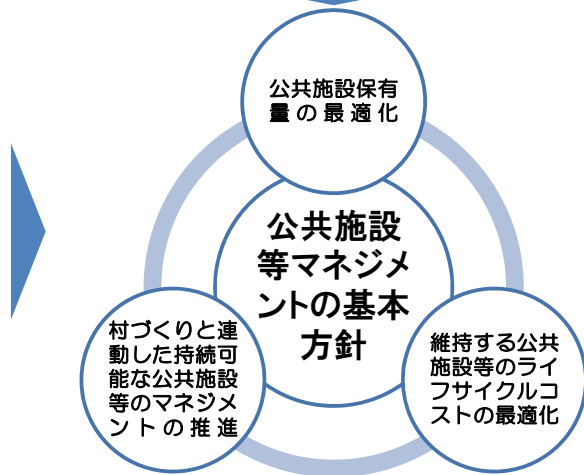 公共施設保有
量の最適化
公共施設
等マネジメ
ントの基本
方針
村づくりと連
動した持続可
能な公共施設
等のマネジメ
ントの推進
維持する公共
施設等のライ
フサイクルコ
ストの最適化